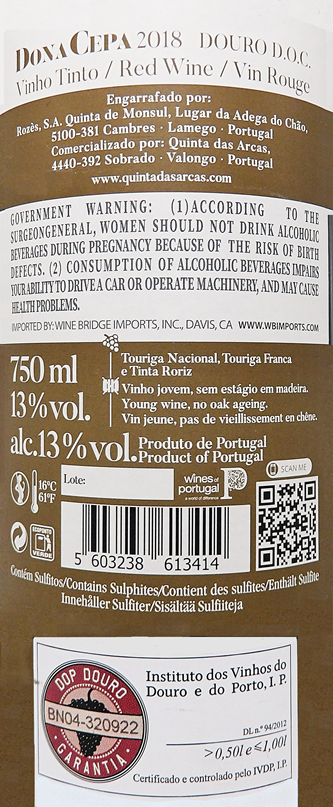 DONA CEPA 2018 DOURO D.O.C.
Vinho Tinto / Red Wine / Vin Rouge
Engarrafado por:
Rozès, S.A. Quinta de Monsul, Lugar da Adega do Chão,
5100-381 Cambres · Lamego · Portugal
Comercializado por: Quinta das Arcas,
4440-392 Sobrado · Valongo · Portugal
www.quintadasarcas.com
GOVERNMENT WARNING: (1)ACCORDING TO THE
SURGEONGENERAL, WOMEN SHOULD NOT DRINK ALCOHOLIC
BEVERAGES DURING PREGNANCY BECAUSE OF THE RISK OF BIRTH
DEFECTS. (2) CONSUMPTION OF ALCOHOLIC BEVERAGES IMPAIRS
YOUR ABILITY TO DRIVE A CAR OR OPERATE MACHINERY, AND MAY CAUSE
HEALTH PROBLEMS.
IMPORTED BY: WINE BRIDGE IMPORTS, INC., DAVIS, CA WWW.WBIMPORTS.COM
750 ml
13%vol.
alc.13%vol.
Touriga Nacional, Touriga Franca
e Tinta Roriz
Vinho jovem, sem estágio em madeira.
Young wine, no oak ageing.
Vin jeune, pas de vieillissement en chêne.
Produto de Portugal
Product of Portugal
16°C
61°F
Lote:
wines of
portugal
a world of difference
SCAN ME
ECOPONTO
VERDE
5 603238 613414
Contém Sulfitos/Contains Sulphites/Contient des sulfites/Enthält Sulfite
Innehåller Sulfiter/Sisältää Sulfiiteja
DOP DOURO
BN04-320922
· GARANTIA ·
Instituto dos Vinhos do
Douro e do Porto, I. P.
DL n.º 94/2012
>0,50l e ≤1,00l
Certificado e controlado pelo IVDP, I.P.